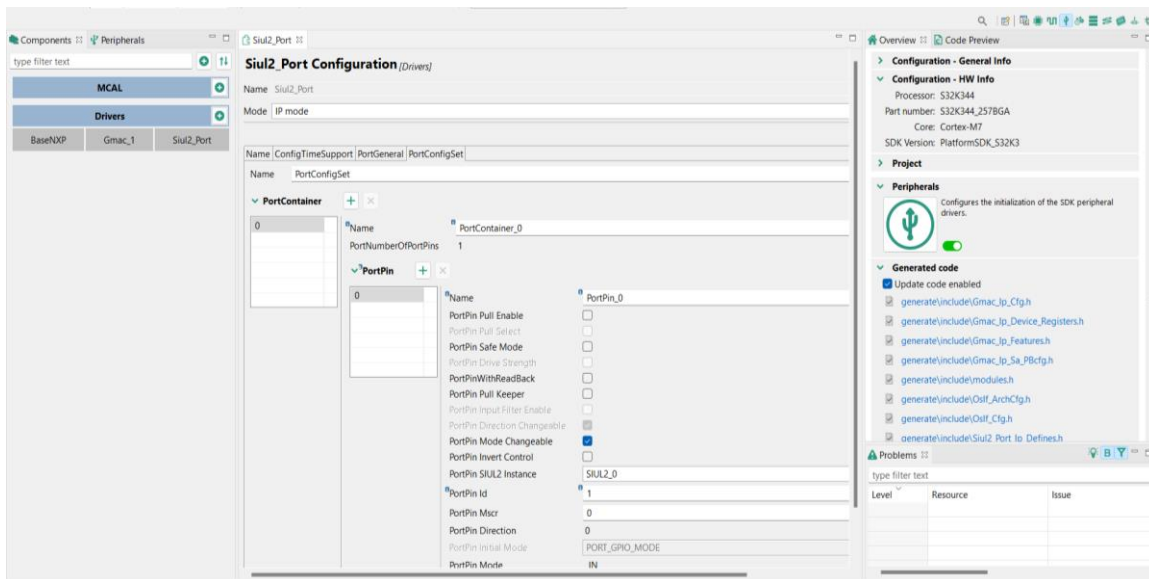 Components Peripherals
type filter text
MCAL
Drivers
BaseNXP Gmac_1 Siul2_Port
Siul2_Port
Siul2_Port Configuration [Drivers]
Name Siul2_Port
Mode IP mode
Name ConfigTimeSupport PortGeneral PortConfigSet
Name PortConfigSet
PortContainer
0
Name PortContainer_0
PortNumberOfPortPins 1
PortPin
0
Name PortPin_0
PortPin Pull Enable
PortPin Pull Select
PortPin Safe Mode
PortPin Drive Strength
PortPinWithReadBack
PortPin Pull Keeper
PortPin Input Filter Enable
PortPin Direction Changeable
PortPin Mode Changeable
PortPin Invert Control
PortPin SIUL2 Instance SIUL2_0
PortPin Id 1
PortPin Mscr 0
PortPin Direction 0
PortPin Initial Mode PORT_GPIO_MODE
PortPin Mode IN
Overview Code Preview
Configuration - General Info
Configuration - HW Info
Processor: S32K344
Part number: S32K344_257BGA
Core: Cortex-M7
SDK Version: PlatformSDK_S32K3
Project
Peripherals
Configures the initialization of the SDK peripheral
drivers.
Generated code
Update code enabled
generate\include\Gmac_Ip_Cfg.h
generate\include\Gmac_Ip_Device_Registers.h
generate\include\Gmac_Ip_Features.h
generate\include\Gmac_Ip_Sa_PBcfg.h
generate\include\modules.h
generate\include\OsIf_ArchCfg.h
generate\include\OsIf_Cfg.h
generate\include\Siul2_Port_Ip_Defines.h
Problems
type filter text
Level Resource Issue